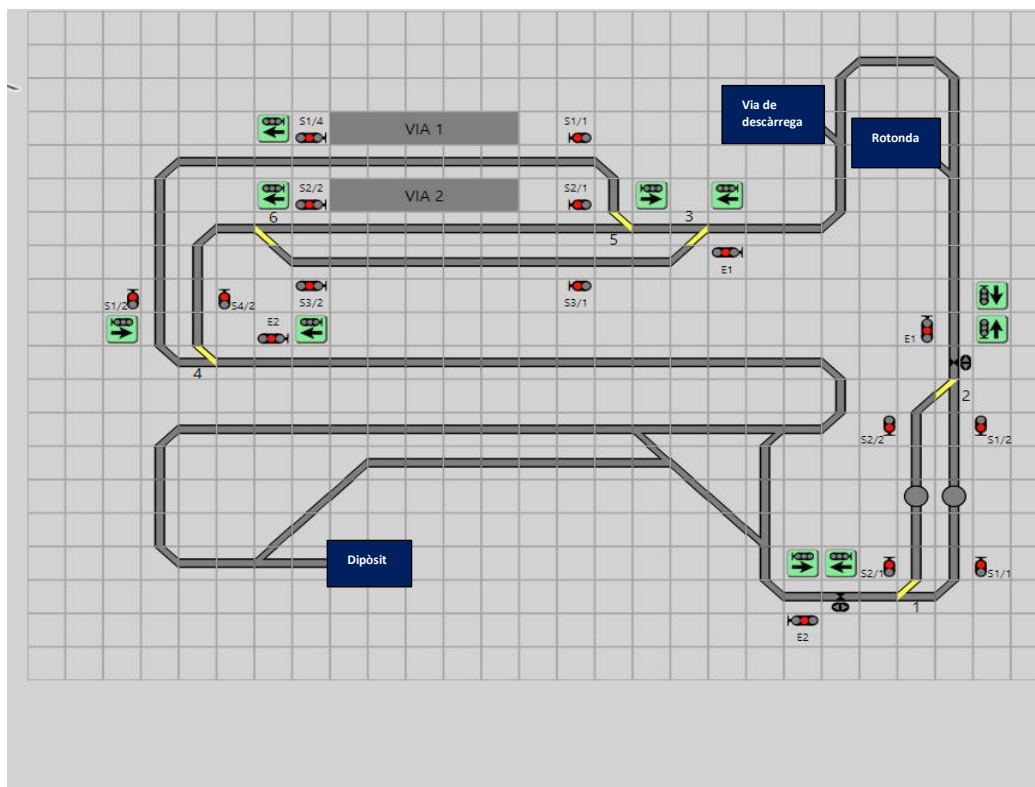 Via de
descàrrega
Rotonda
S1/4
VIA 1
S1/1
S2/2
VIA 2
S2/1
6
5
3
E1
S1/2
S4/2
S3/2
S3/1
E2
E1
4
2
S2/2
S1/2
Dipòsit
S2/1
S1/1
1
E2